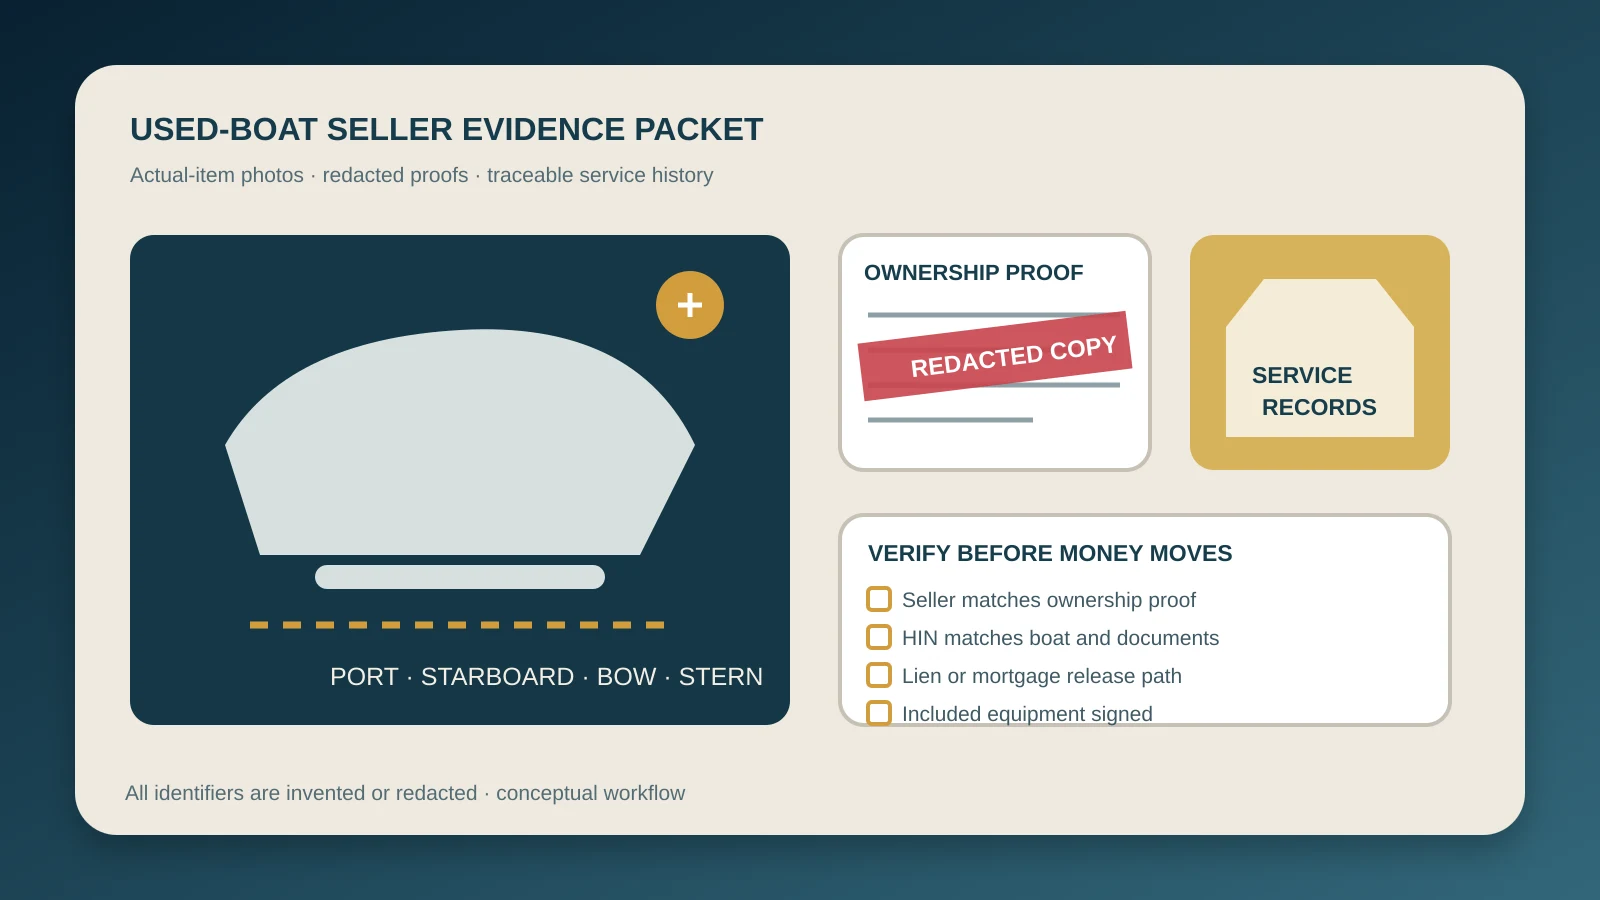 USED-BOAT SELLER EVIDENCE PACKET
Actual-item photos · redacted proofs · traceable service history
+
PORT · STARBOARD · BOW · STERN
OWNERSHIP PROOF
REDACTED COPY
SERVICE
RECORDS
VERIFY BEFORE MONEY MOVES
Seller matches ownership proof
HIN matches boat and documents
Lien or mortgage release path
Included equipment signed
All identifiers are invented or redacted · conceptual workflow